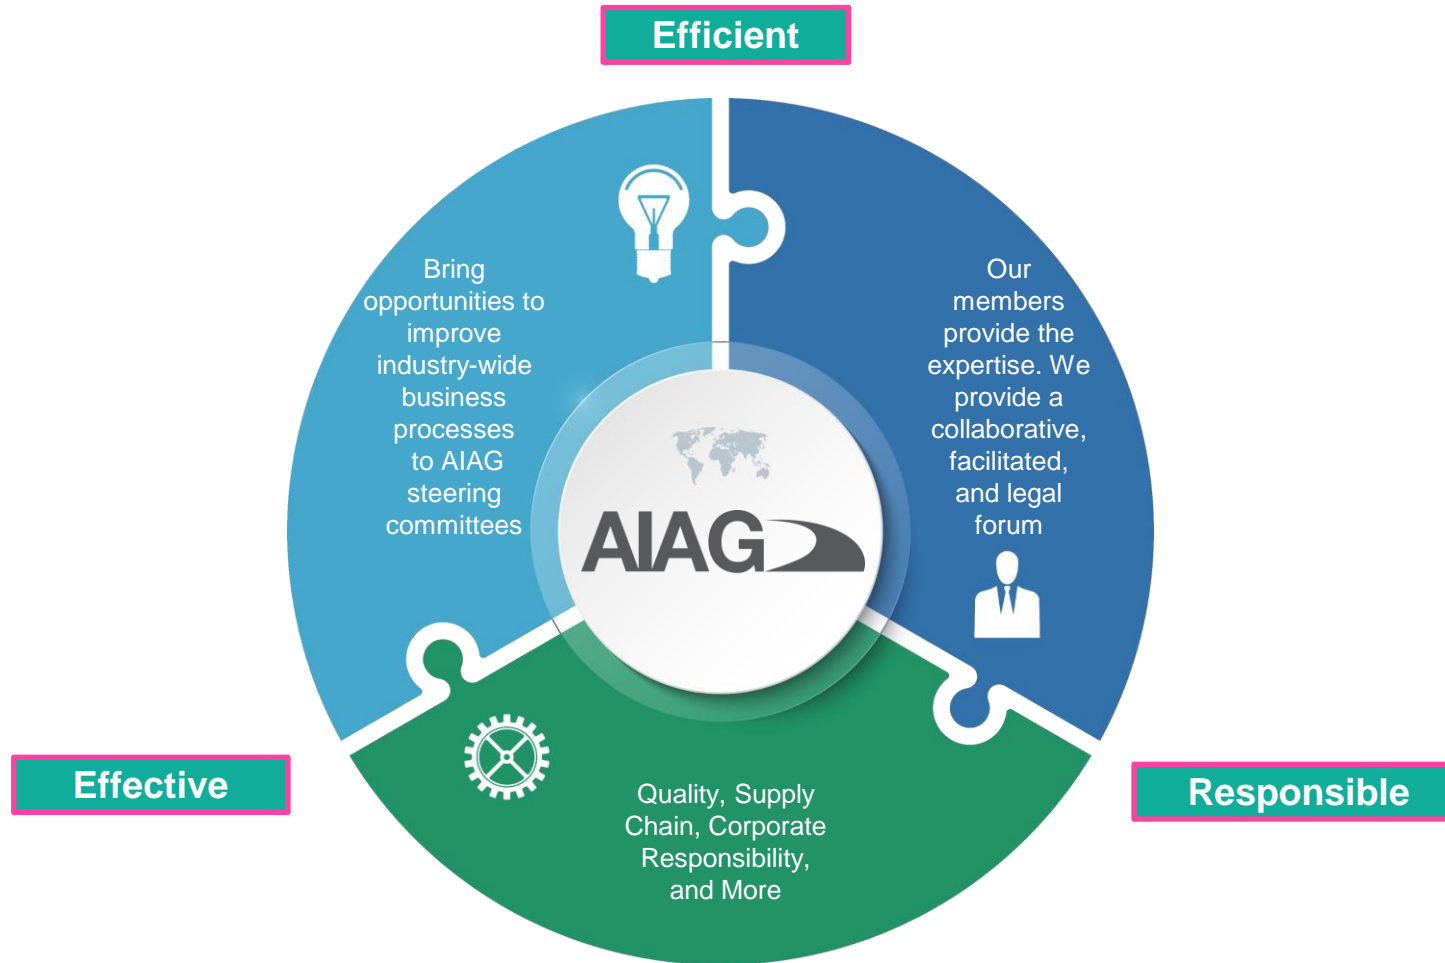 Efficient
Bring
opportunities to
improve
industry-wide
business
processes
to AIAG
steering
committees
Our
members
provide the
expertise. We
provide a
collaborative,
facilitated,
and legal
forum
AIAG
Effective
Quality, Supply
Chain, Corporate
Responsibility,
and More
Responsible